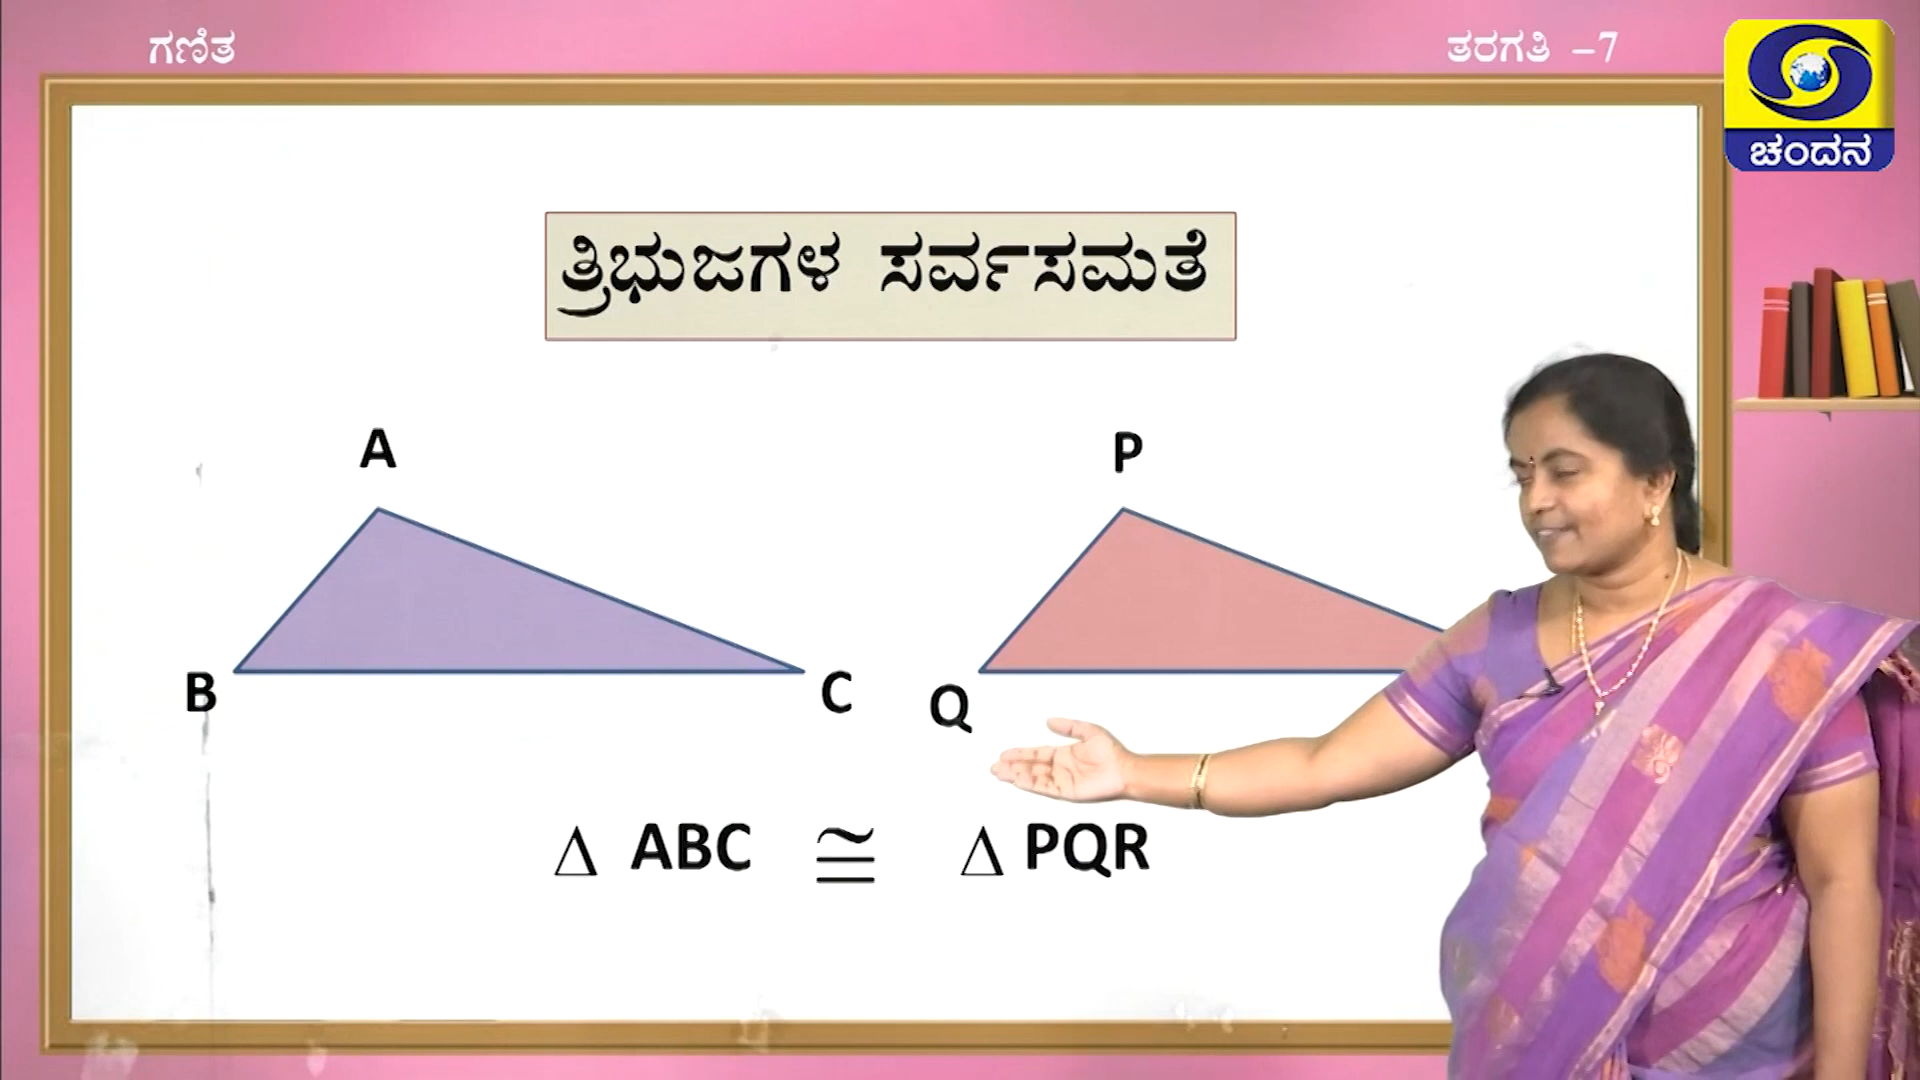 ಗಣಿತ
ತರಗತಿ –7
ಚಂದನ
ತ್ರಿಭುಜಗಳ ಸರ್ವಸಮತೆ
A
P
B
C
Q
Δ ABC ≅ Δ PQR